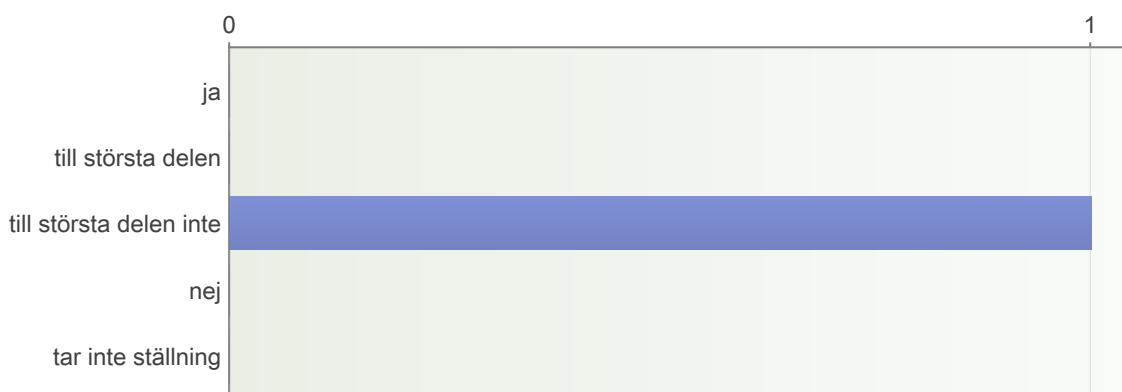 0 1
ja
till största delen
till största delen inte
nej
tar inte ställning